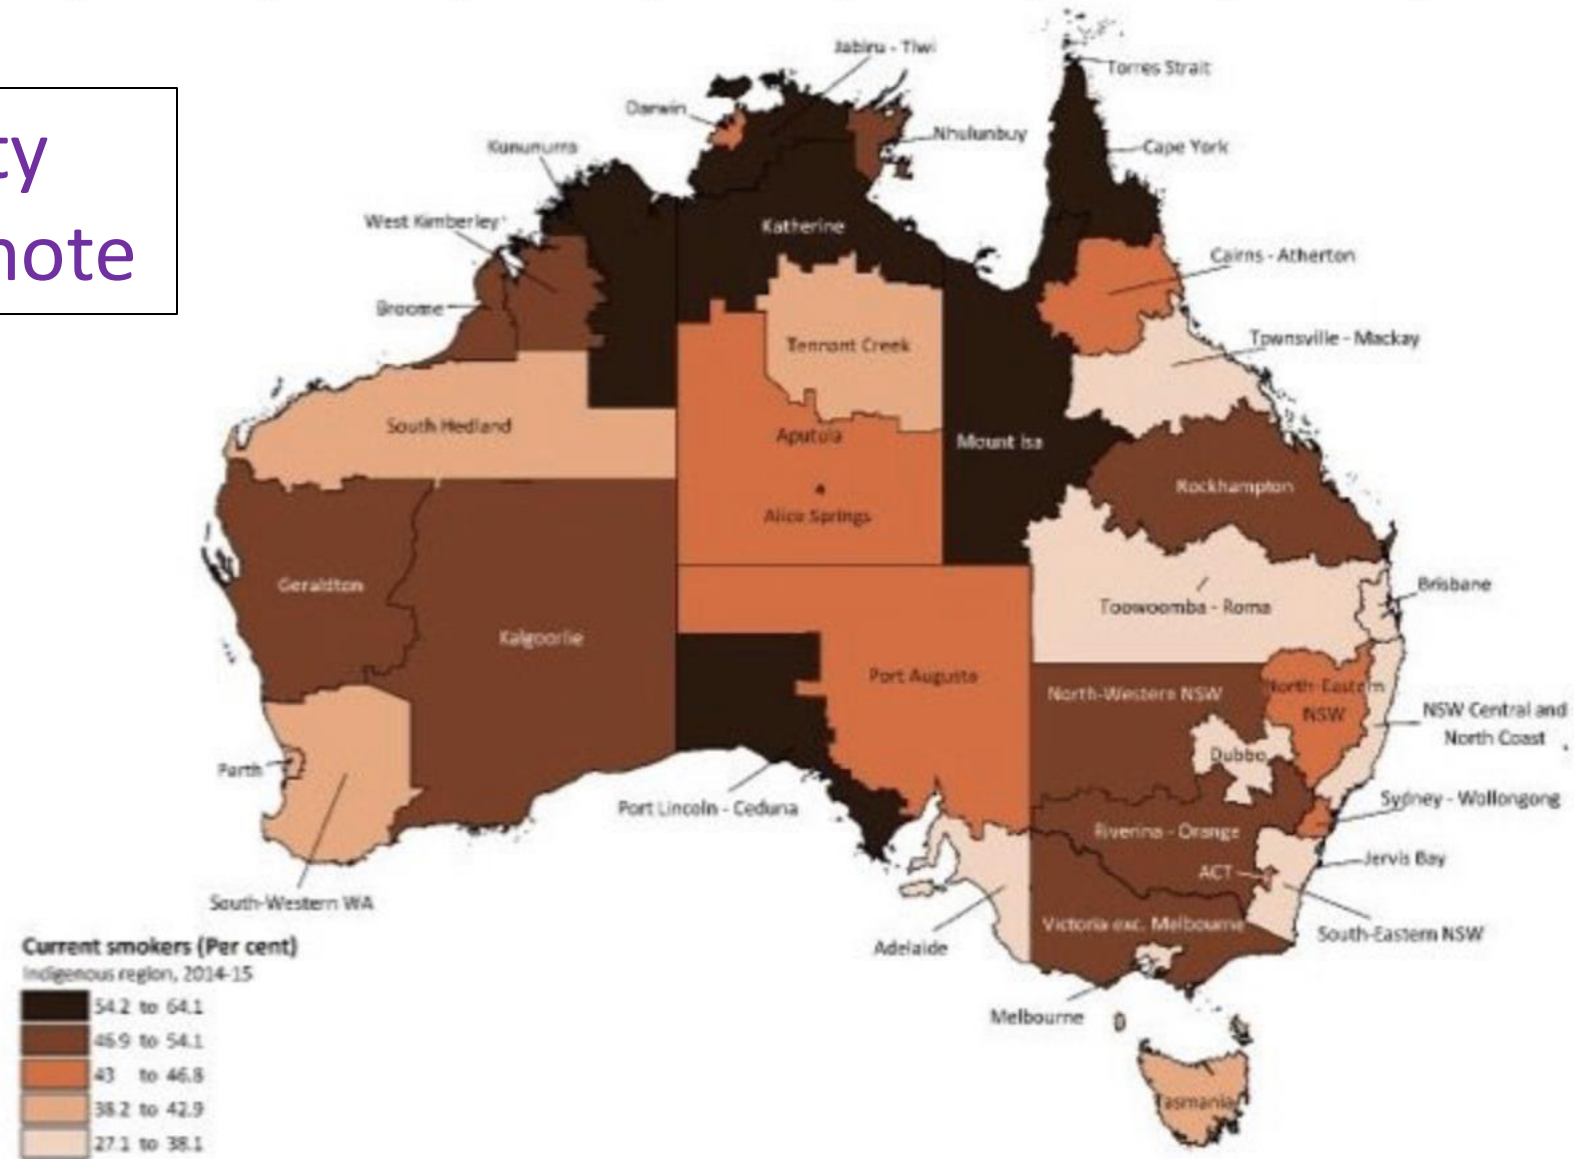 ty
note
Jabiru - Tiwi
Torres Strait
Darwin
Nhulunbuy
Kununurra
Cape York
West Kimberley
Katherine
Cairns - Atherton
Broome
Tennant Creek
Townsville - Mackay
South Hedland
Aputula
Mount Isa
Rockhampton
Alice Springs
Geraldton
Brisbane
Toowoomba - Roma
Kalgoorlie
Port Augusta
North-Western NSW
North-Eastern
NSW
NSW Central and
North Coast
Dubbo
Perth
Port Lincoln - Ceduna
Sydney - Wollongong
Riverina - Orange
Jervis Bay
ACT
South-Western WA
Victoria exc. Melbourne
South-Eastern NSW
Adelaide
Melbourne
Tasmania
Current smokers (Per cent)
Indigenous region, 2014-15
54.2 to 64.1
46.9 to 54.1
43 to 46.8
38.2 to 42.9
27.1 to 38.1